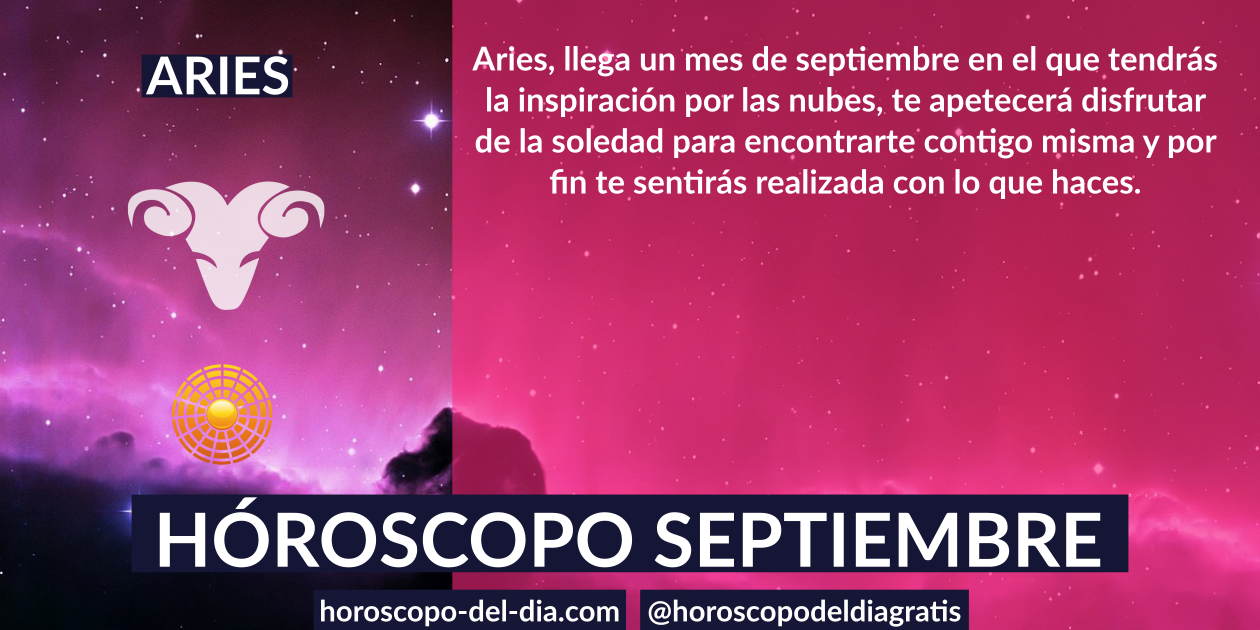 ARIES
Aries, llega un mes de septiembre en el que tendrás
la inspiración por las nubes, te apetecerá disfrutar
de la soledad para encontrarte contigo misma y por
fin te sentirás realizada con lo que haces.
HÓROSCOPO SEPTIEMBRE
horoscopo-del-dia.com
@horoscopodeldiagratis